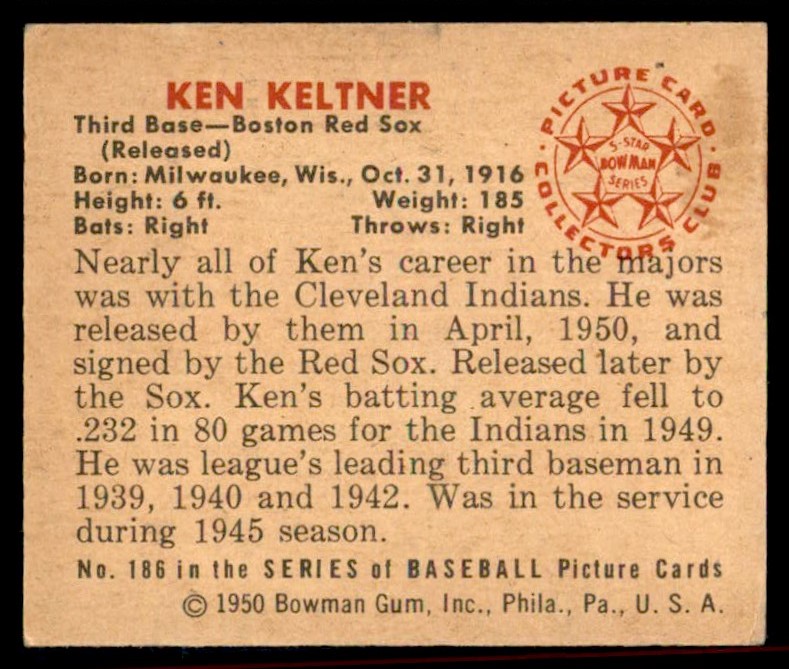 KEN KELTNER
Third Base—Boston Red Sox
(Released)
Born: Milwaukee, Wis., Oct. 31, 1916
Height: 6 ft. Weight: 185
Bats: Right Throws: Right
PICTURE CARD
COLLECTORS CLUB
5-STAR
BOWMAN
SERIES
Nearly all of Ken's career in the majors
was with the Cleveland Indians. He was
released by them in April, 1950, and
signed by the Red Sox. Released later by
the Sox. Ken's batting average fell to
.232 in 80 games for the Indians in 1949.
He was league's leading third baseman in
1939, 1940 and 1942. Was in the service
during 1945 season.
No. 186 in the SERIES of BASEBALL Picture Cards
© 1950 Bowman Gum, Inc., Phila., Pa., U. S. A.